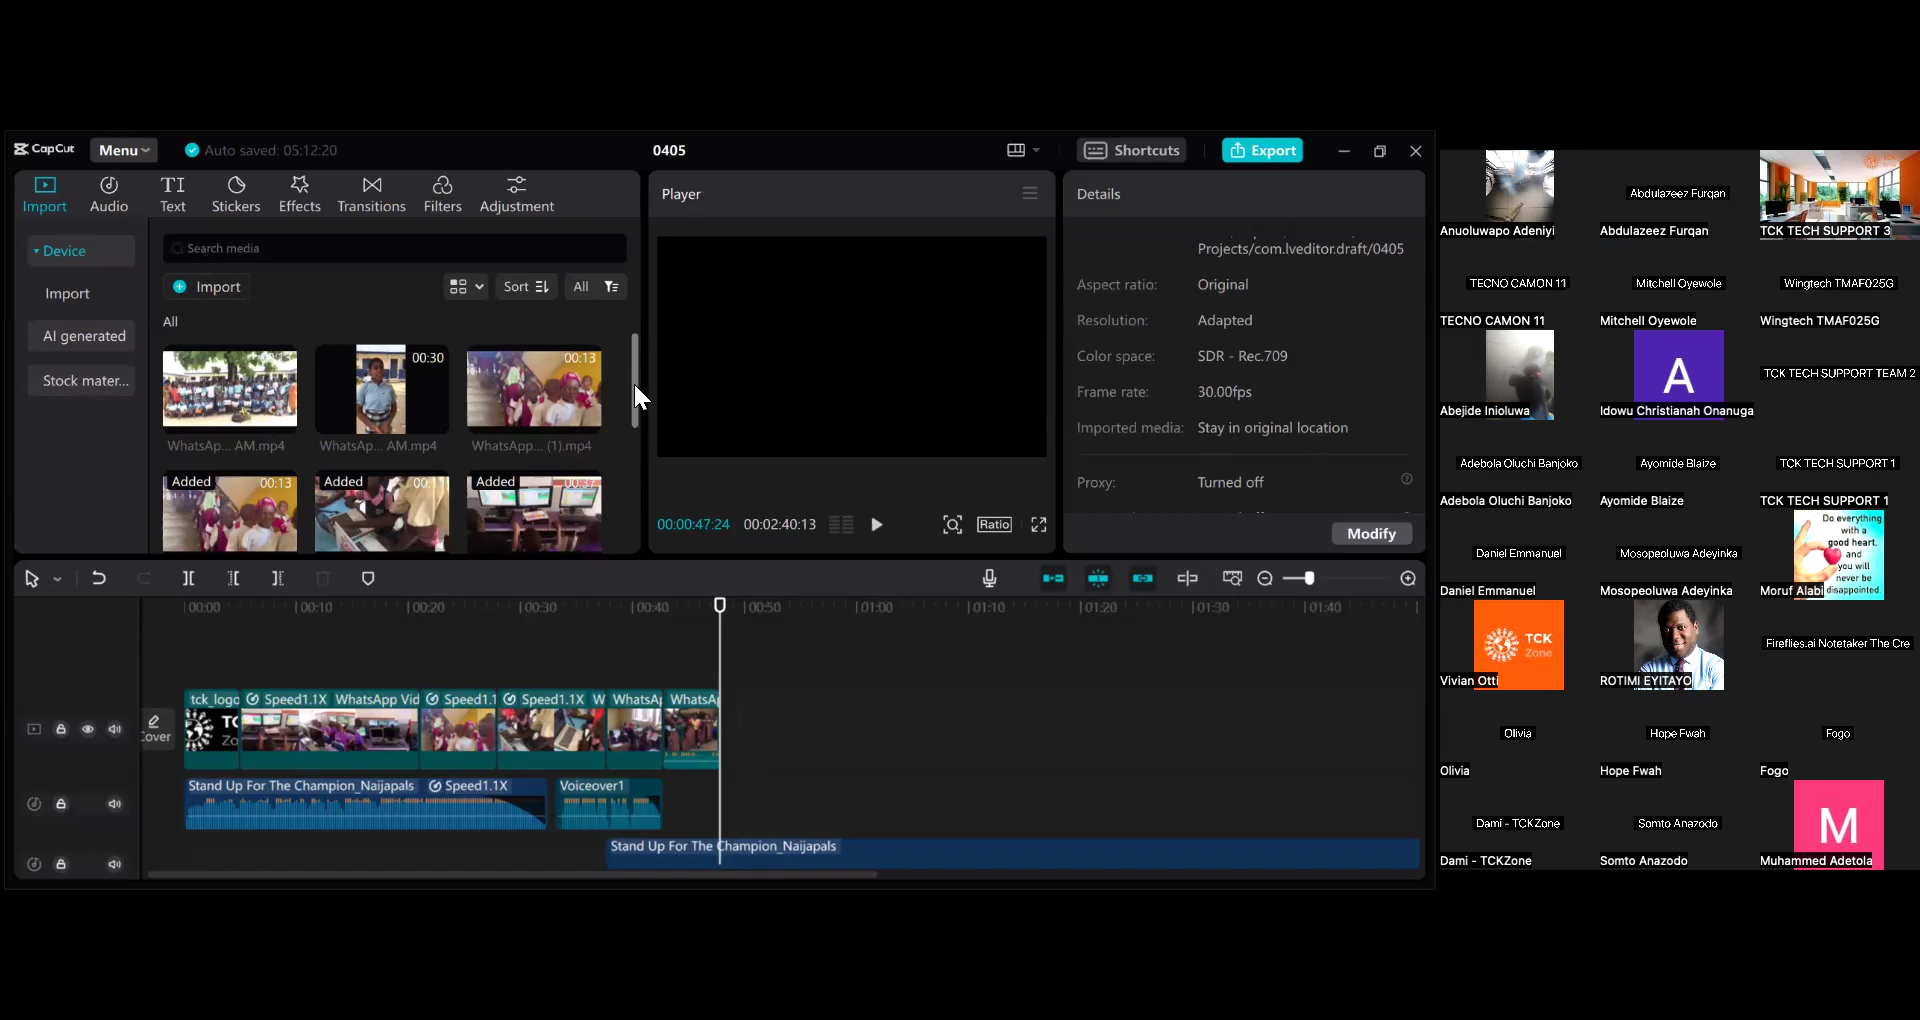 CapCut
Menu
Auto saved: 05:12:20
0405
Shortcuts
Export
Import
Audio
TI
Text
Stickers
Effects
Transitions
Filters
Adjustment
Device
Import
AI generated
Stock mater...
Search media
Import
Sort
All
All
00:30
00:13
WhatsAp... AM.mp4
WhatsAp... AM.mp4
WhatsApp... (1).mp4
Added
00:13
Added
Added
00:37
Player
00:00:47:24
00:02:40:13
Ratio
Details
Projects/com.lveditor.draft/0405
Aspect ratio:
Original
Resolution:
Adapted
Color space:
SDR - Rec.709
Frame rate:
30.00fps
Imported media:
Stay in original location
Proxy:
Turned off
Modify
00:00
00:10
00:20
00:30
00:40
00:50
01:00
01:10
01:20
01:30
01:40
Cover
tck_logo
Speed1.1X WhatsApp Vid
Speed1.1
Speed1.1X W
WhatsAp
WhatsAp
Stand Up For The Champion_Naijapals
Speed1.1X
Voiceover1
Stand Up For The Champion_Naijapals
Anuoluwapo Adeniyi
Abdulazeez Furqan
Abdulazeez Furqan
TCK TECH SUPPORT 3
TECNO CAMON 11
TECNO CAMON 11
Mitchell Oyewole
Mitchell Oyewole
Wingtech TMAF025G
Wingtech TMAF025G
Abejide Inioluwa
A
Idowu Christianah Onanuga
TCK TECH SUPPORT TEAM 2
Adebola Oluchi Banjoko
Adebola Oluchi Banjoko
Ayomide Blaize
Ayomide Blaize
TCK TECH SUPPORT 1
TCK TECH SUPPORT 1
Daniel Emmanuel
Daniel Emmanuel
Mosopeoluwa Adeyinka
Mosopeoluwa Adeyinka
Do everything
with a
good heart,
and
you will
never be
disappointed.
Moruf Alabi
TCK
Zone
Vivian Otti
ROTIMI EYITAYO
Fireflies.ai Notetaker The Cre
Olivia
Olivia
Hope Fwah
Hope Fwah
Fogo
Fogo
Dami - TCKZone
Dami - TCKZone
Somto Anazodo
Somto Anazodo
M
Muhammed Adetola